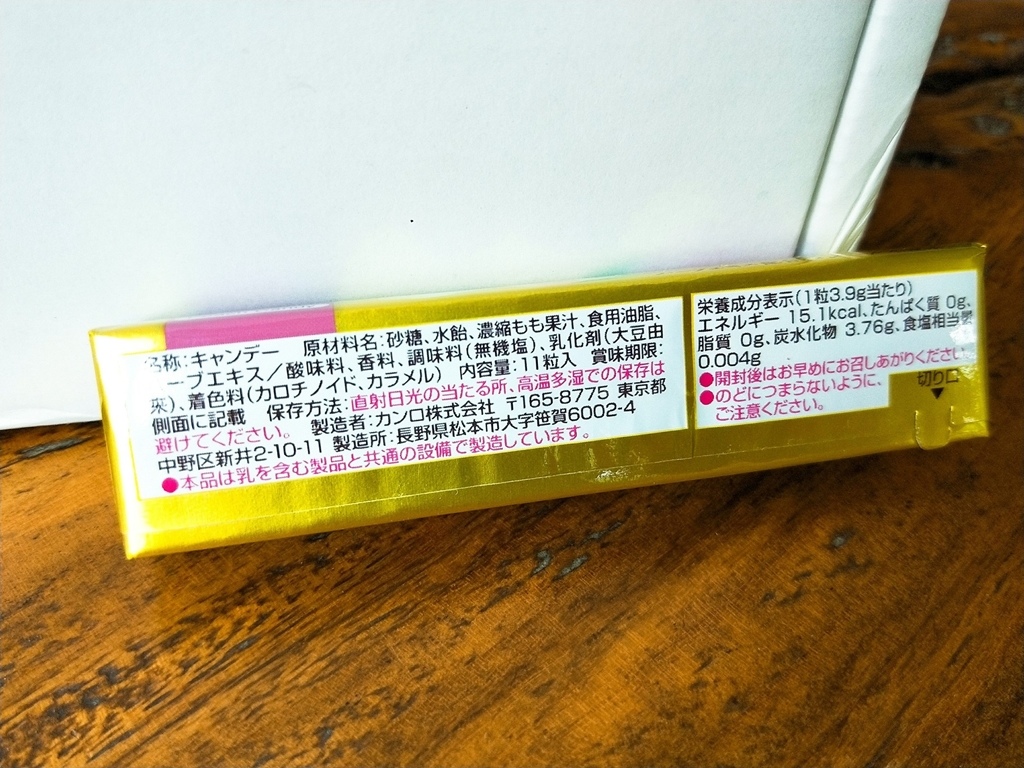 名称：キャンデー　原材料名：砂糖、水飴、濃縮もも果汁、食用油脂、
ーブエキス／酸味料、香料、調味料（無機塩）、乳化剤（大豆由
来）、着色料（カロチノイド、カラメル）　内容量：11粒入　賞味期限：
側面に記載　保存方法：直射日光の当たる所、高温多湿での保存は
避けてください。　製造者：カンロ株式会社　〒165-8775　東京都
中野区新井2-10-11 製造所：長野県松本市大字笹賀6002-4
●本品は乳を含む製品と共通の設備で製造しています。
栄養成分表示（1粒3.9g当たり）
エネルギー 15.1kcal、たんぱく質 0g、
脂質 0g、炭水化物 3.76g、食塩相当量
0.004g
●開封後はお早めにお召しあがりください。
●のどにつまらないように、
ご注意ください。
切り口